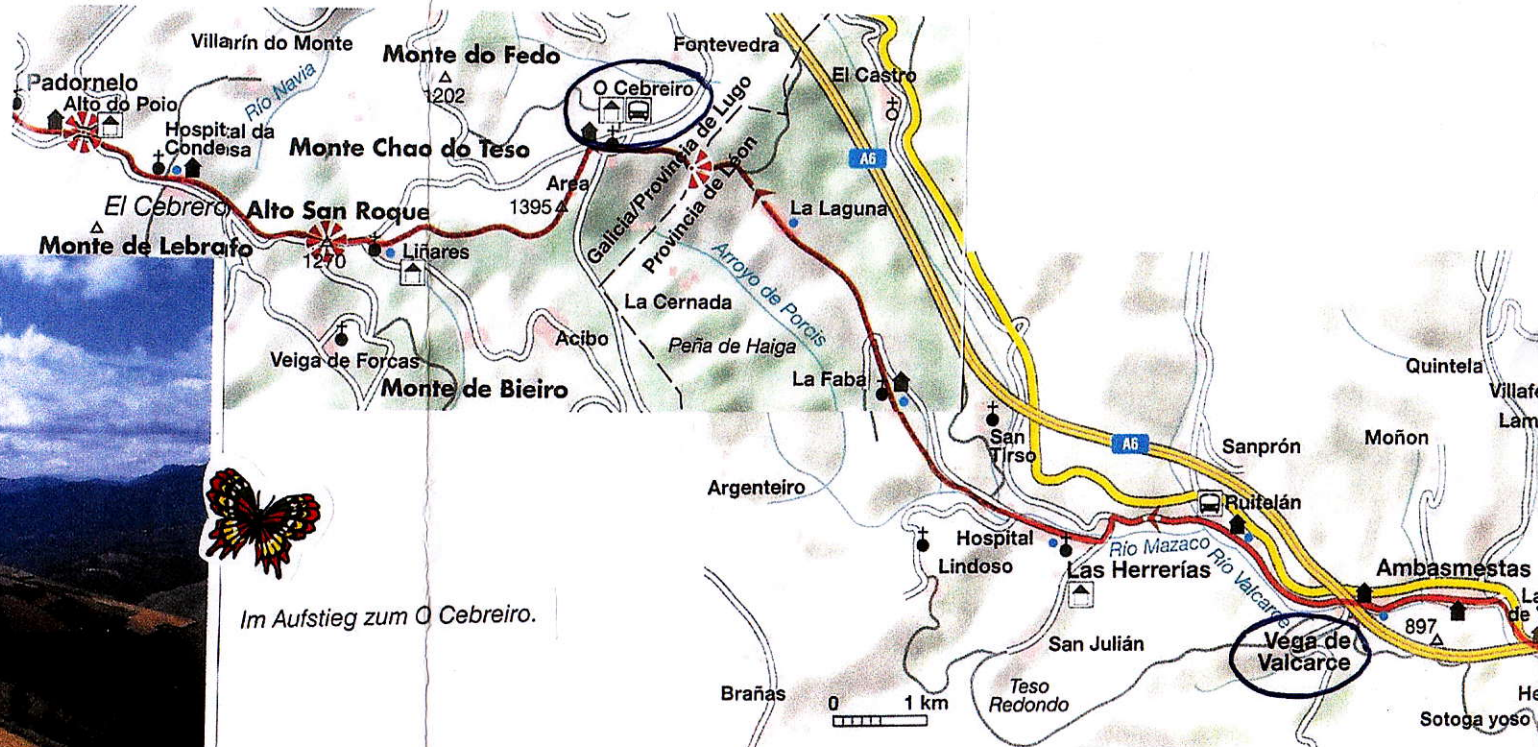 Villarín do Monte
Monte do Fedo
1202
Fontevedra
El Castro
Padornelo
Alto do Poio
Río Navia
O Cebreiro
Hospital da
Condesa
Monte Chao do Teso
Galicia/Provincia de Lugo
Provincia de Léon
A6
Area
1395
El Cebrero
Alto San Roque
La Laguna
Monte de Lebrafo
1270
Liñares
Arroyo de Porcis
La Cernada
Acibo
Peña de Haiga
Veiga de Forcas
La Faba
Monte de Bieiro
Quintela
San
Tirso
A6
Sanprón
Moñon
Argenteiro
Ruitelán
Hospital
Lindoso
Río Mazaco
Río Valcarce
Las Herrerías
Ambasmestas
897
Im Aufstieg zum O Cebreiro.
San Julián
Vega de
Valcarce
Brañas
0 1 km
Teso
Redondo
Sotoga yoso